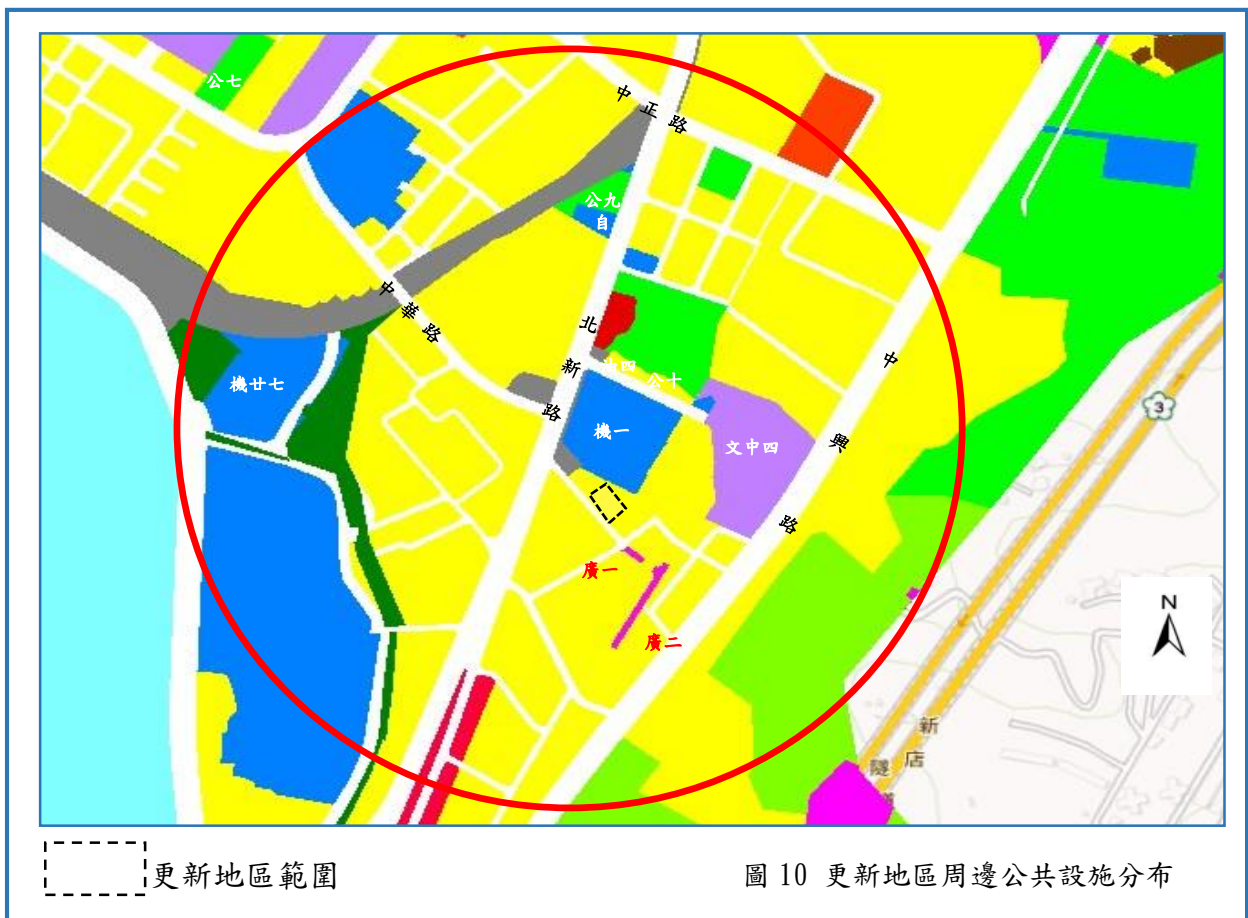 公七
中正路
公九
自
中華路
北新路
機廿七
公十
機一
文中四
中興路
3
廣一
廣二
N
新店隧
更新地區範圍
圖 10 更新地區周邊公共設施分布